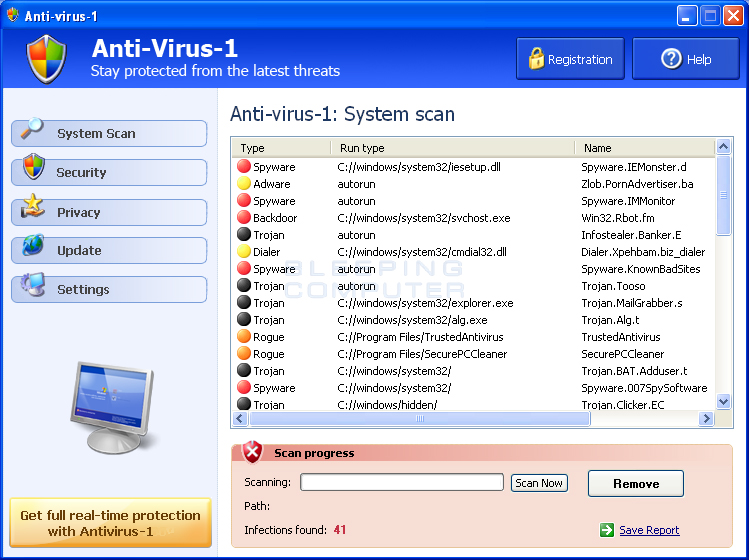 Anti-virus-1
Anti-Virus-1
Stay protected from the latest threats
Registration
Help
System Scan
Security
Privacy
Update
Settings
Get full real-time protection
with Antivirus-1
Anti-virus-1: System scan
Type Run type Name
Spyware C://windows/system32/iesetup.dll Spyware.IEMonster.d
Adware autorun Zlob.PornAdvertiser.ba
Spyware autorun Spyware.IMMonitor
Backdoor C://windows/system32/svchost.exe Win32.Rbot.fm
Trojan autorun Infostealer.Banker.E
Dialer C://windows/system32/cmdial32.dll Dialer.Xpehbam.biz_dialer
Spyware autorun Spyware.KnownBadSites
Trojan autorun Trojan.Tooso
Trojan C://windows/system32/explorer.exe Trojan.MailGrabber.s
Trojan C://windows/system32/alg.exe Trojan.Alg.t
Rogue C://Program Files/TrustedAntivirus TrustedAntivirus
Rogue C://Program Files/SecurePCCleaner SecurePCCleaner
Trojan C://windows/system32/ Trojan.BAT.Adduser.t
Spyware C://windows/system32/ Spyware.007SpySoftware
Trojan C://windows/hidden/ Trojan.Clicker.EC
BLEEPING
COMPUTER
Scan progress
Scanning: Scan Now Remove
Path:
Infections found: 41 Save Report